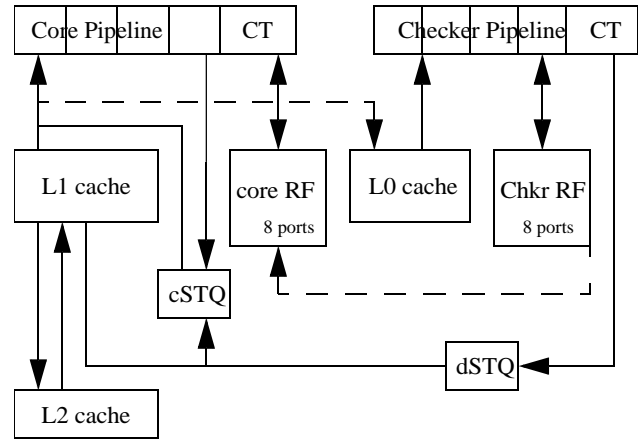 Core Pipeline CT
Checker Pipeline CT
L1 cache
core RF
8 ports
L0 cache
Chkr RF
8 ports
cSTQ
dSTQ
L2 cache